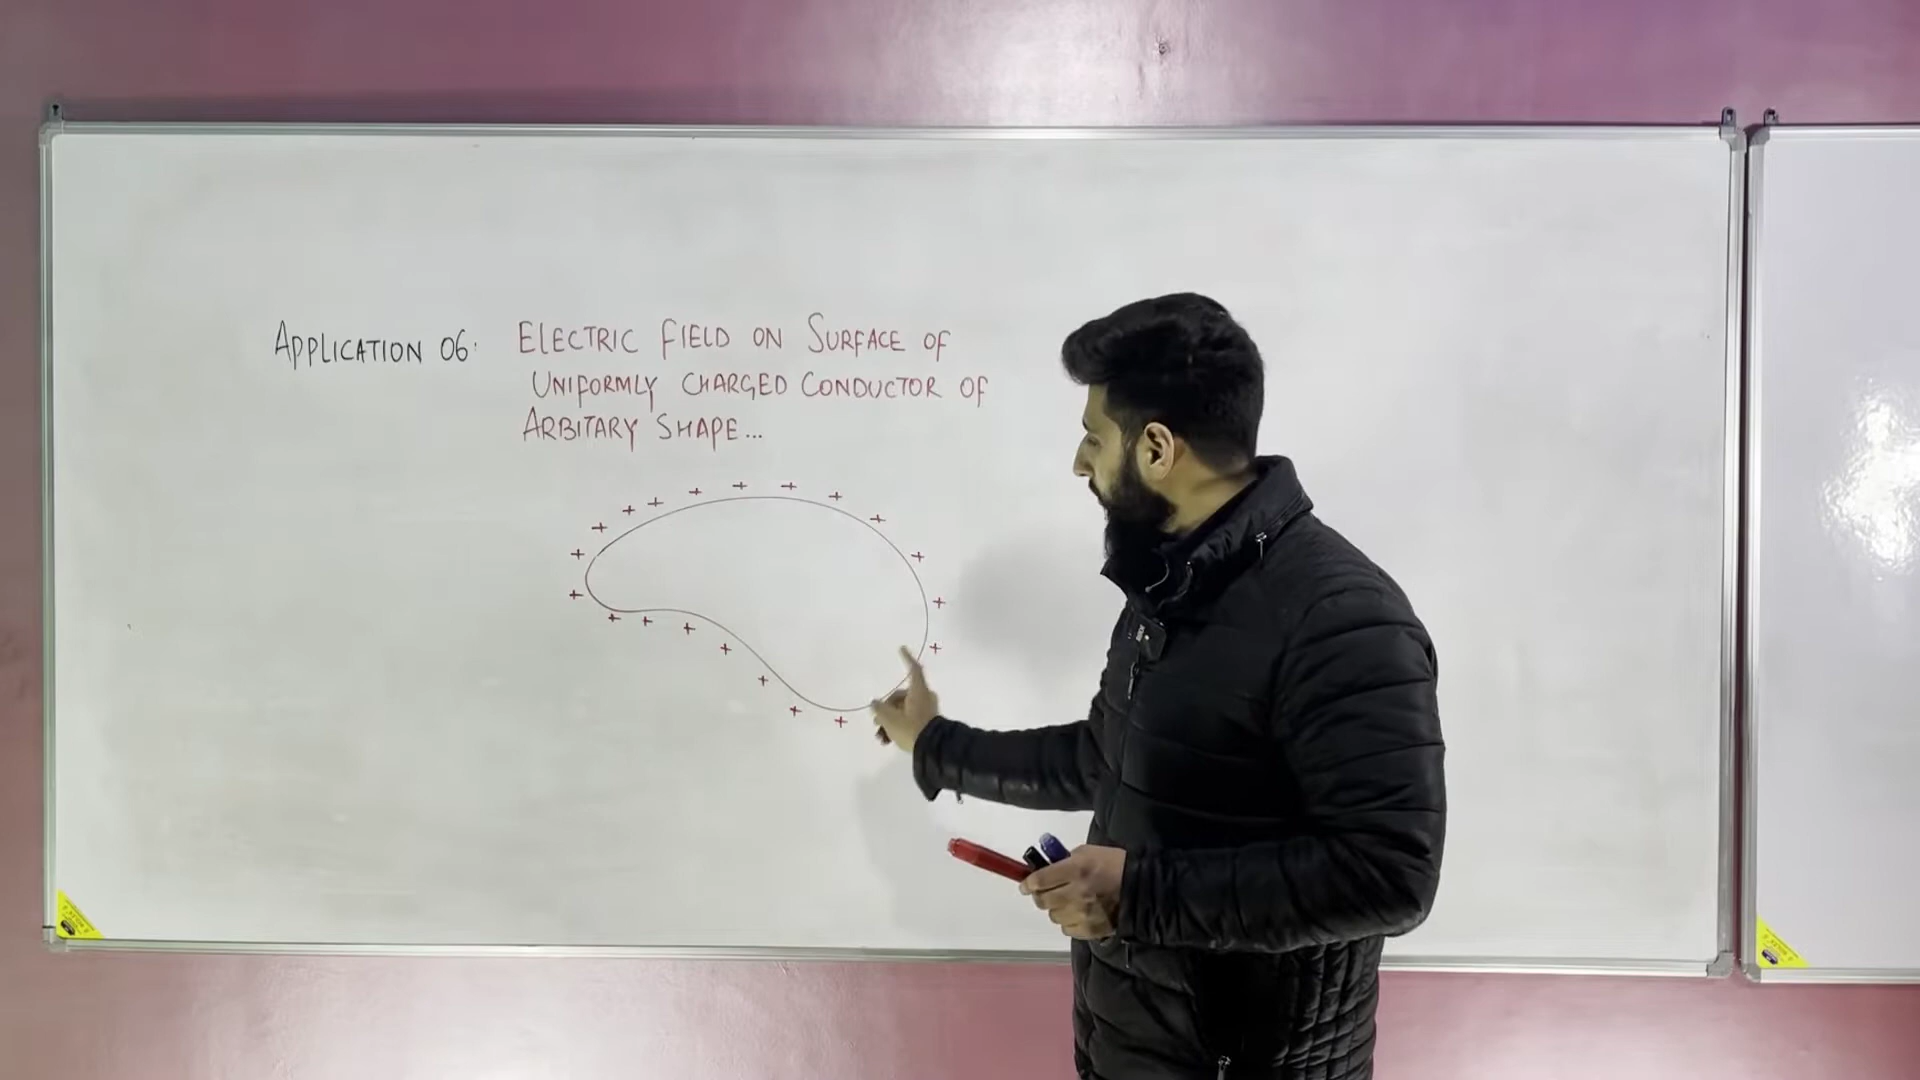 APPLICATION 06: ELECTRIC FIELD ON SURFACE OF
UNIFORMLY CHARGED CONDUCTOR OF
ARBITARY SHAPE...
+ + + + + + + + + + + + + + + + + + + + + +